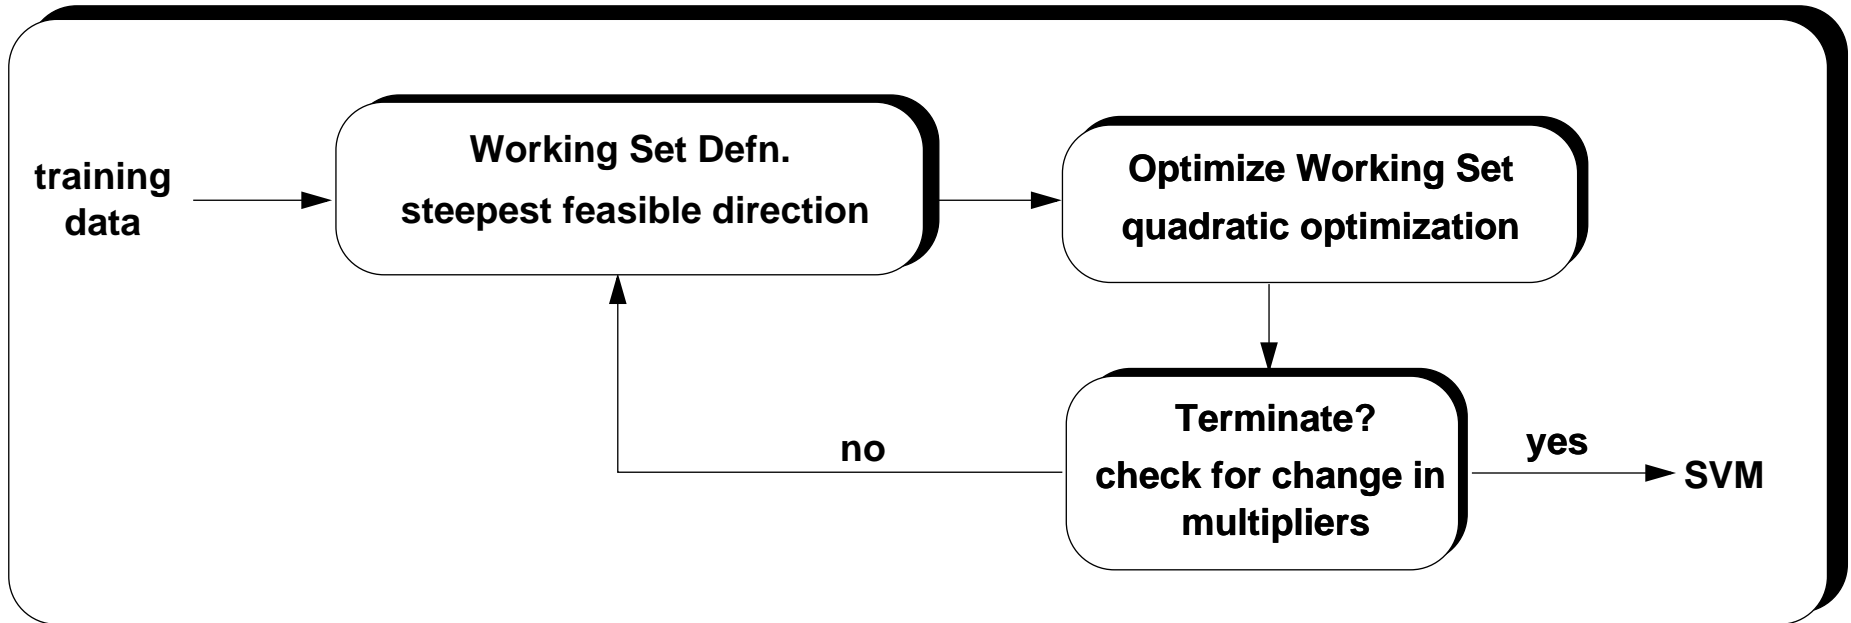 training
data
Working Set Defn.
steepest feasible direction
Optimize Working Set
quadratic optimization
Terminate?
check for change in
multipliers
no
yes
SVM